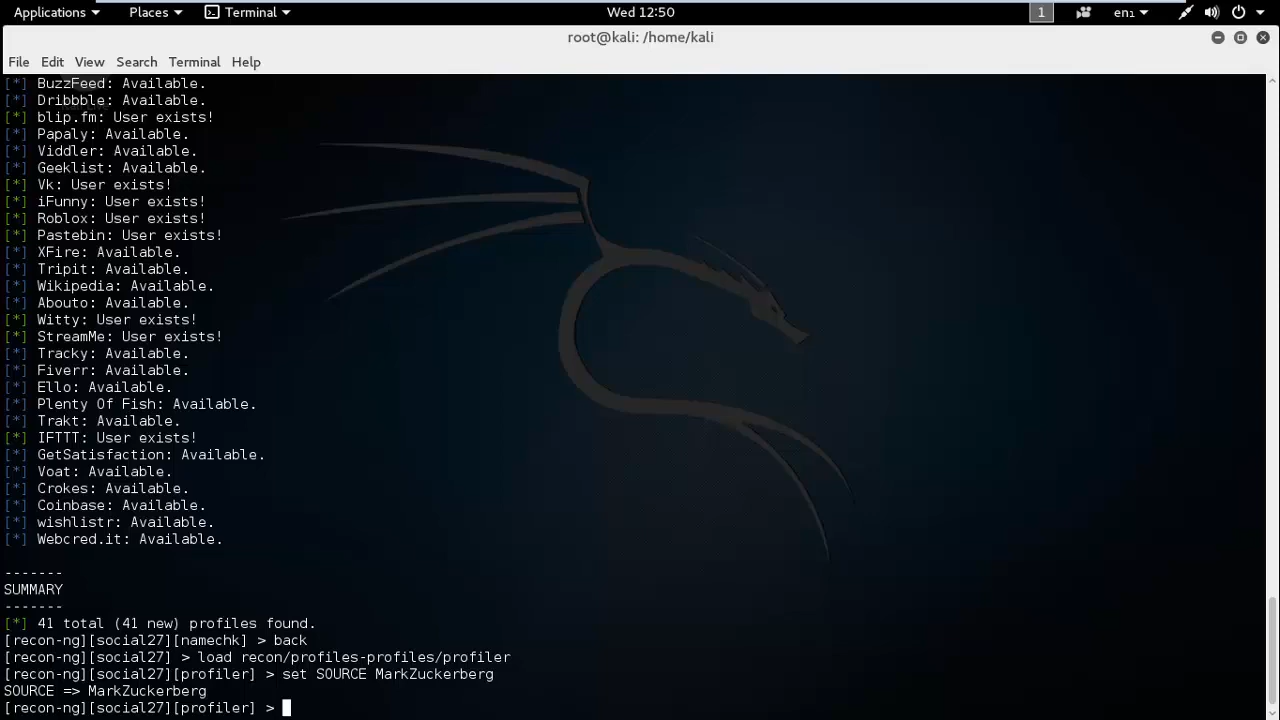 Applications Places Terminal Wed 12:50 1 en1
root@kali: /home/kali
File Edit View Search Terminal Help
[*] BuzzFeed: Available.
[*] Dribbble: Available.
[*] blip.fm: User exists!
[*] Papaly: Available.
[*] Viddler: Available.
[*] Geeklist: Available.
[*] Vk: User exists!
[*] iFunny: User exists!
[*] Roblox: User exists!
[*] Pastebin: User exists!
[*] XFire: Available.
[*] Tripit: Available.
[*] Wikipedia: Available.
[*] Abouto: Available.
[*] Witty: User exists!
[*] StreamMe: User exists!
[*] Tracky: Available.
[*] Fiverr: Available.
[*] Ello: Available.
[*] Plenty Of Fish: Available.
[*] Trakt: Available.
[*] IFTTT: User exists!
[*] GetSatisfaction: Available.
[*] Voat: Available.
[*] Crokes: Available.
[*] Coinbase: Available.
[*] wishlistr: Available.
[*] Webcred.it: Available.
-------
SUMMARY
-------
[*] 41 total (41 new) profiles found.
[recon-ng][social27][namechk] > back
[recon-ng][social27] > load recon/profiles-profiles/profiler
[recon-ng][social27][profiler] > set SOURCE MarkZuckerberg
SOURCE => MarkZuckerberg
[recon-ng][social27][profiler] >